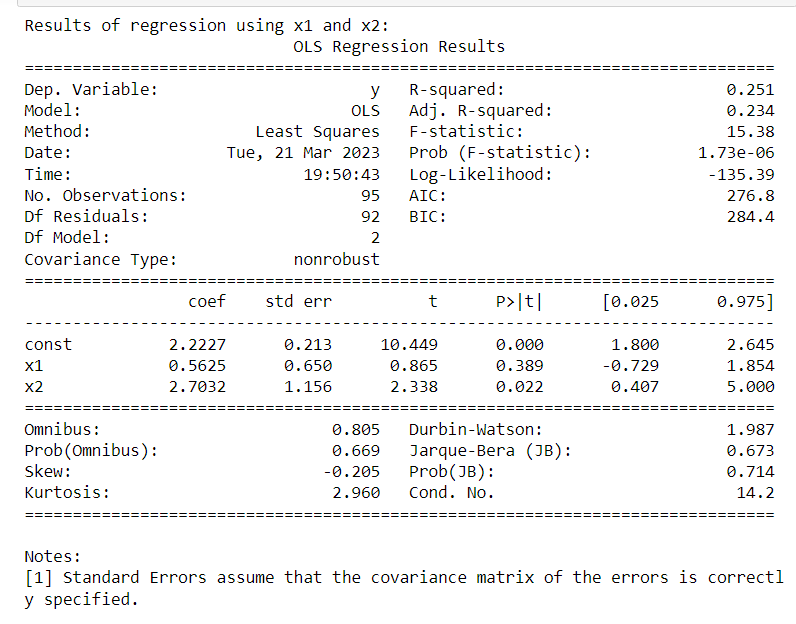 Results of regression using x1 and x2:
OLS Regression Results
==============================================================================
Dep. Variable: y R-squared: 0.251
Model: OLS Adj. R-squared: 0.234
Method: Least Squares F-statistic: 15.38
Date: Tue, 21 Mar 2023 Prob (F-statistic): 1.73e-06
Time: 19:50:43 Log-Likelihood: -135.39
No. Observations: 95 AIC: 276.8
Df Residuals: 92 BIC: 284.4
Df Model: 2
Covariance Type: nonrobust
==============================================================================
coef std err t P>|t| [0.025 0.975]
------------------------------------------------------------------------------
const 2.2227 0.213 10.449 0.000 1.800 2.645
x1 0.5625 0.650 0.865 0.389 -0.729 1.854
x2 2.7032 1.156 2.338 0.022 0.407 5.000
==============================================================================
Omnibus: 0.805 Durbin-Watson: 1.987
Prob(Omnibus): 0.669 Jarque-Bera (JB): 0.673
Skew: -0.205 Prob(JB): 0.714
Kurtosis: 2.960 Cond. No. 14.2
==============================================================================
Notes:
[1] Standard Errors assume that the covariance matrix of the errors is correctl
y specified.